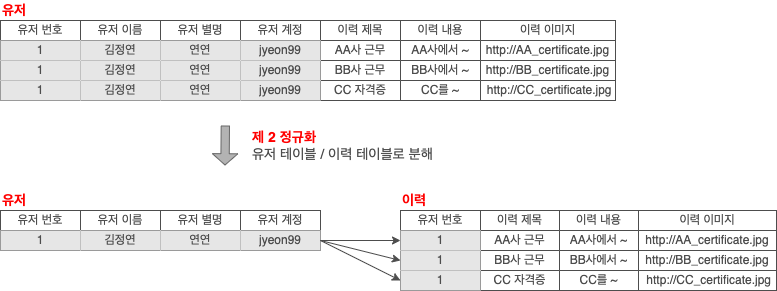 유저
유저 번호 유저 이름 유저 별명 유저 계정 이력 제목 이력 내용 이력 이미지
1 김정연 연연 jyeon99 AA사 근무 AA사에서 ~ http://AA_certificate.jpg
1 김정연 연연 jyeon99 BB사 근무 BB사에서 ~ http://BB_certificate.jpg
1 김정연 연연 jyeon99 CC 자격증 CC를 ~ http://CC_certificate.jpg
제 2 정규화
유저 테이블 / 이력 테이블로 분해
유저
유저 번호 유저 이름 유저 별명 유저 계정
1 김정연 연연 jyeon99
이력
유저 번호 이력 제목 이력 내용 이력 이미지
1 AA사 근무 AA사에서 ~ http://AA_certificate.jpg
1 BB사 근무 BB사에서 ~ http://BB_certificate.jpg
1 CC 자격증 CC를 ~ http://CC_certificate.jpg